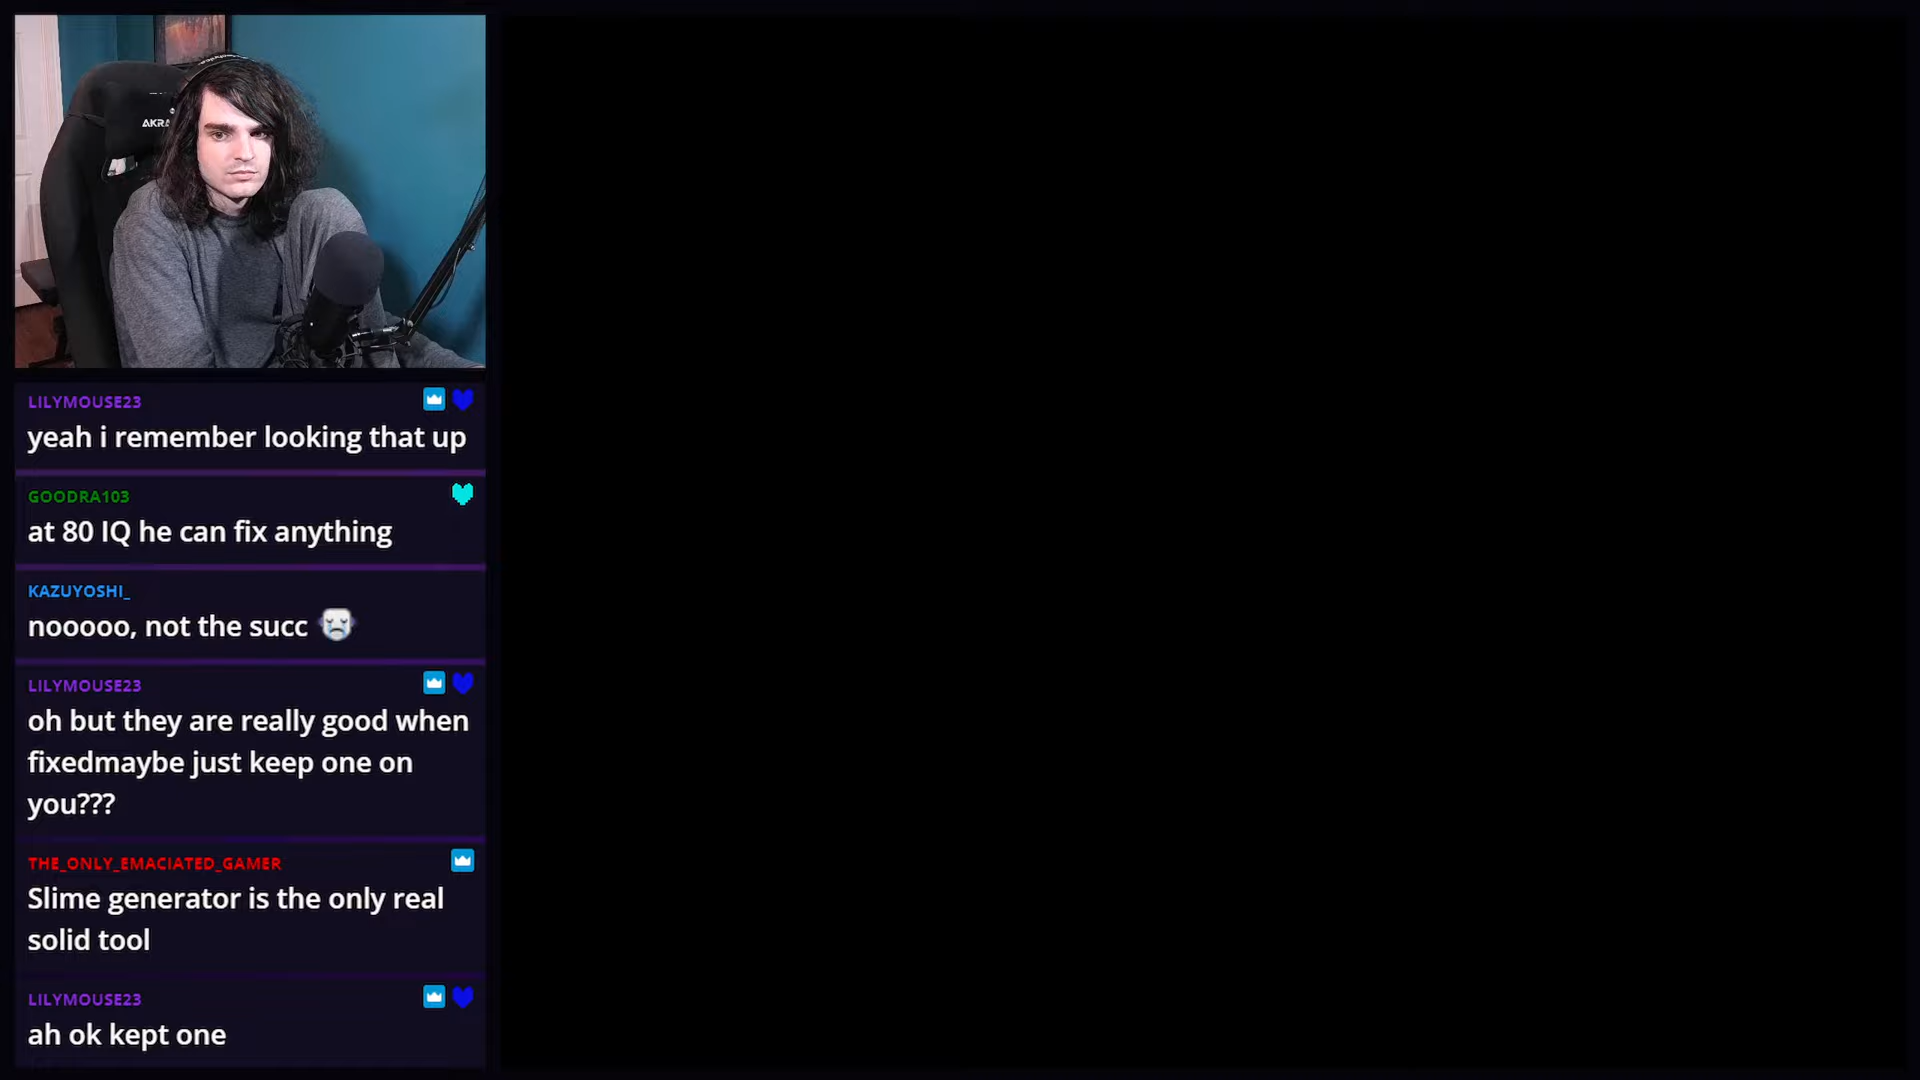 AKRA
LILYMOUSE23
yeah i remember looking that up
GOODRA103
at 80 IQ he can fix anything
KAZUYOSHI_
nooooo, not the succ
LILYMOUSE23
oh but they are really good when
fixedmaybe just keep one on
you???
THE_ONLY_EMACIATED_GAMER
Slime generator is the only real
solid tool
LILYMOUSE23
ah ok kept one